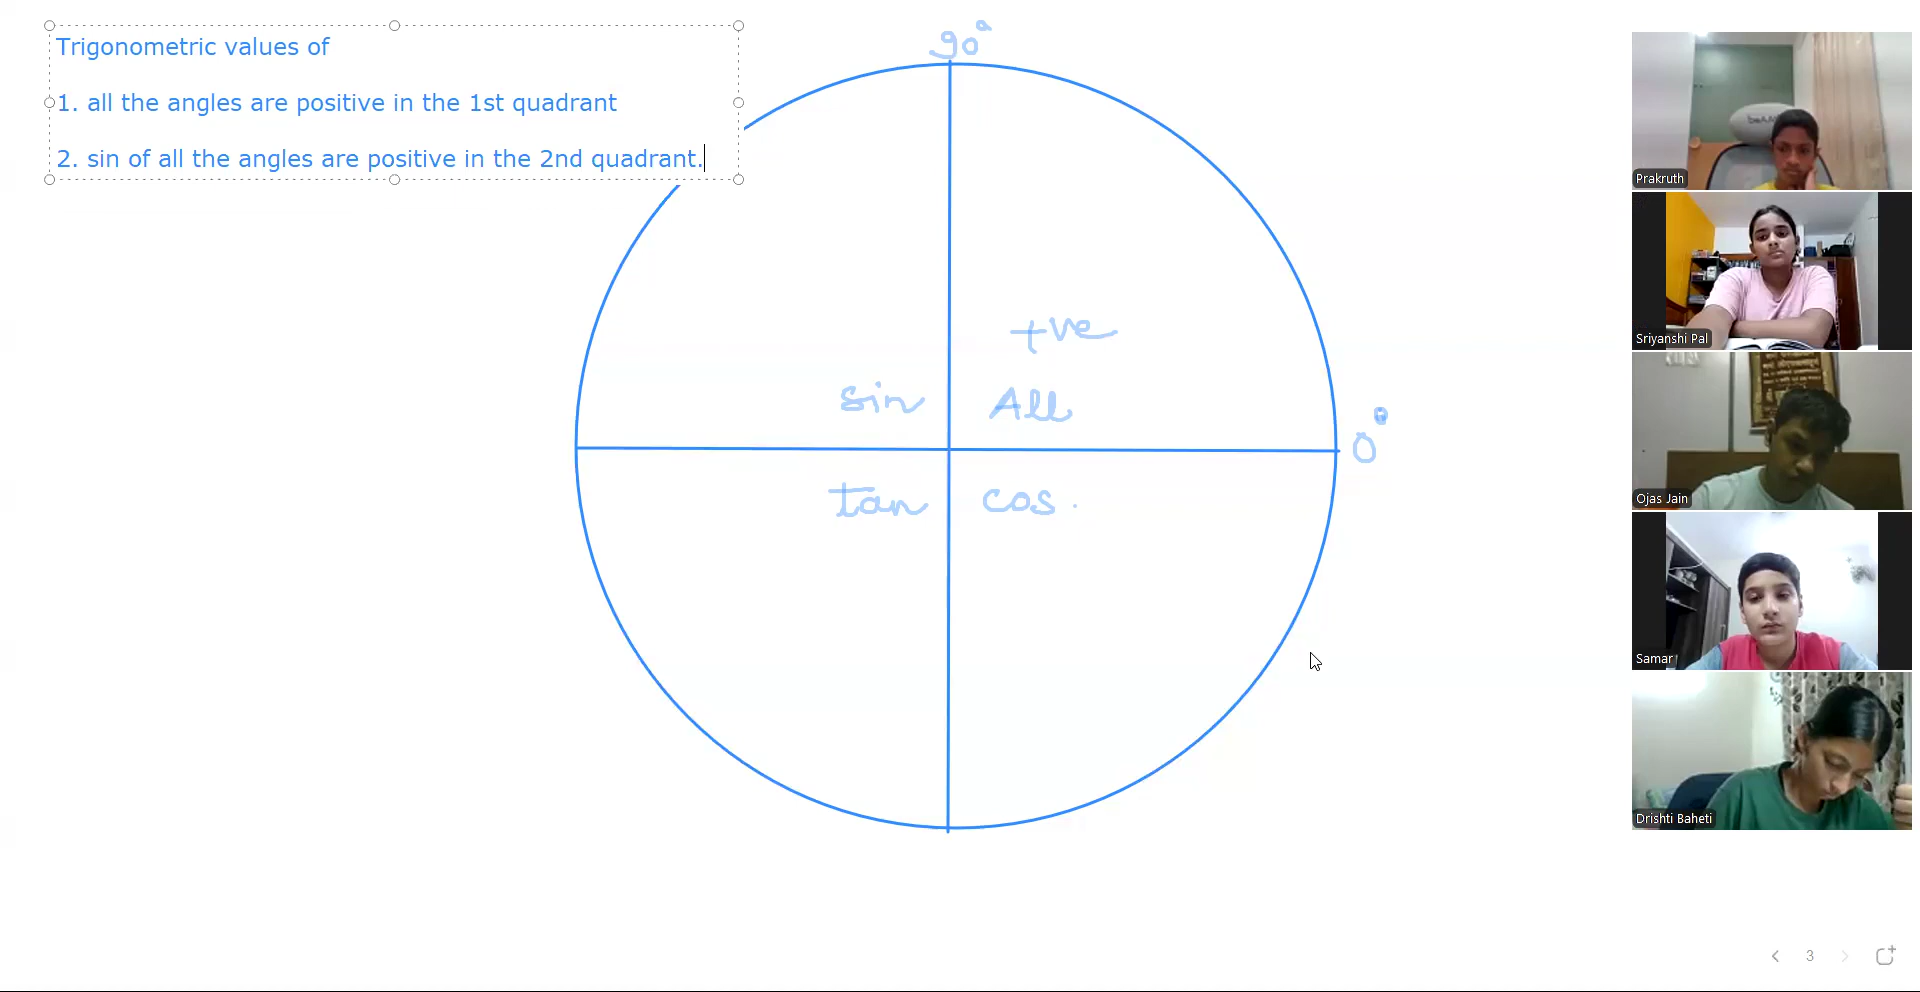 Trigonometric values of
1. all the angles are positive in the 1st quadrant
2. sin of all the angles are positive in the 2nd quadrant.
90°
+ve
sin All
0°
tan cos.
Prakruth
Sriyanshi Pal
Ojas Jain
Samar
Drishti Baheti
3